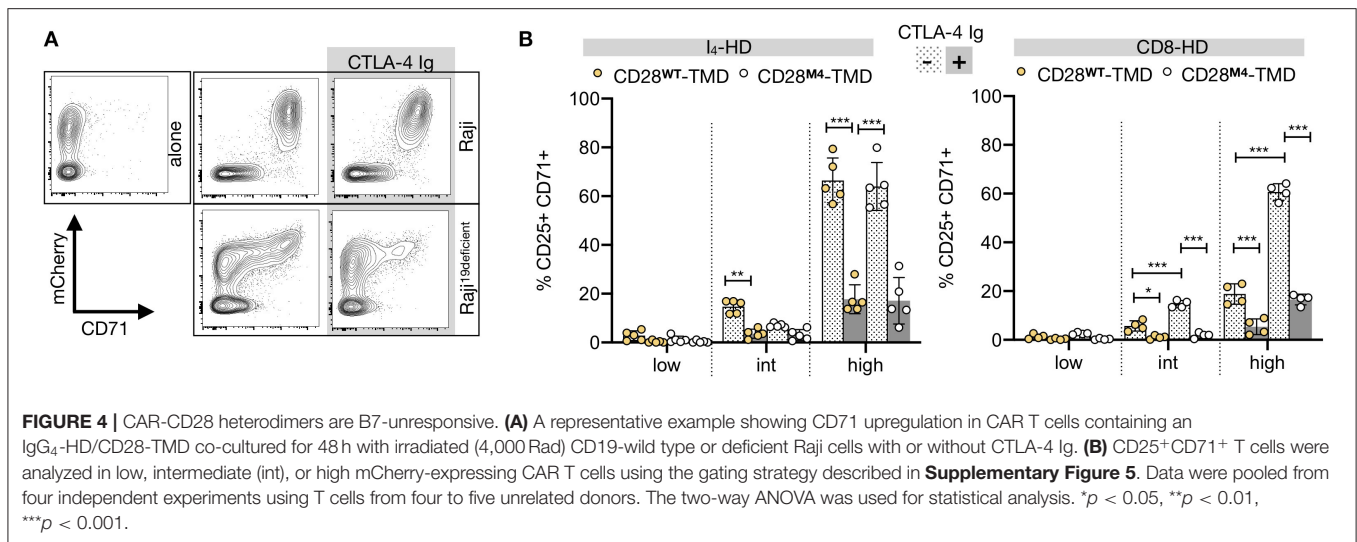 A
CTLA-4 Ig
alone
Raji
Raji19deficient
mCherry
CD71
B
CTLA-4 Ig
- +
I4-HD
CD28WT-TMD CD28M4-TMD
% CD25+ CD71+
100
80
60
40
20
0
** *** ***
low int high
CD8-HD
CD28WT-TMD CD28M4-TMD
% CD25+ CD71+
100
80
60
40
20
0
* *** *** *** *** ***
low int high
FIGURE 4 | CAR-CD28 heterodimers are B7-unresponsive. (A) A representative example showing CD71 upregulation in CAR T cells containing an
IgG4-HD/CD28-TMD co-cultured for 48 h with irradiated (4,000 Rad) CD19-wild type or deficient Raji cells with or without CTLA-4 Ig. (B) CD25+CD71+ T cells were
analyzed in low, intermediate (int), or high mCherry-expressing CAR T cells using the gating strategy described in Supplementary Figure 5. Data were pooled from
four independent experiments using T cells from four to five unrelated donors. The two-way ANOVA was used for statistical analysis. *p < 0.05, **p < 0.01,
***p < 0.001.